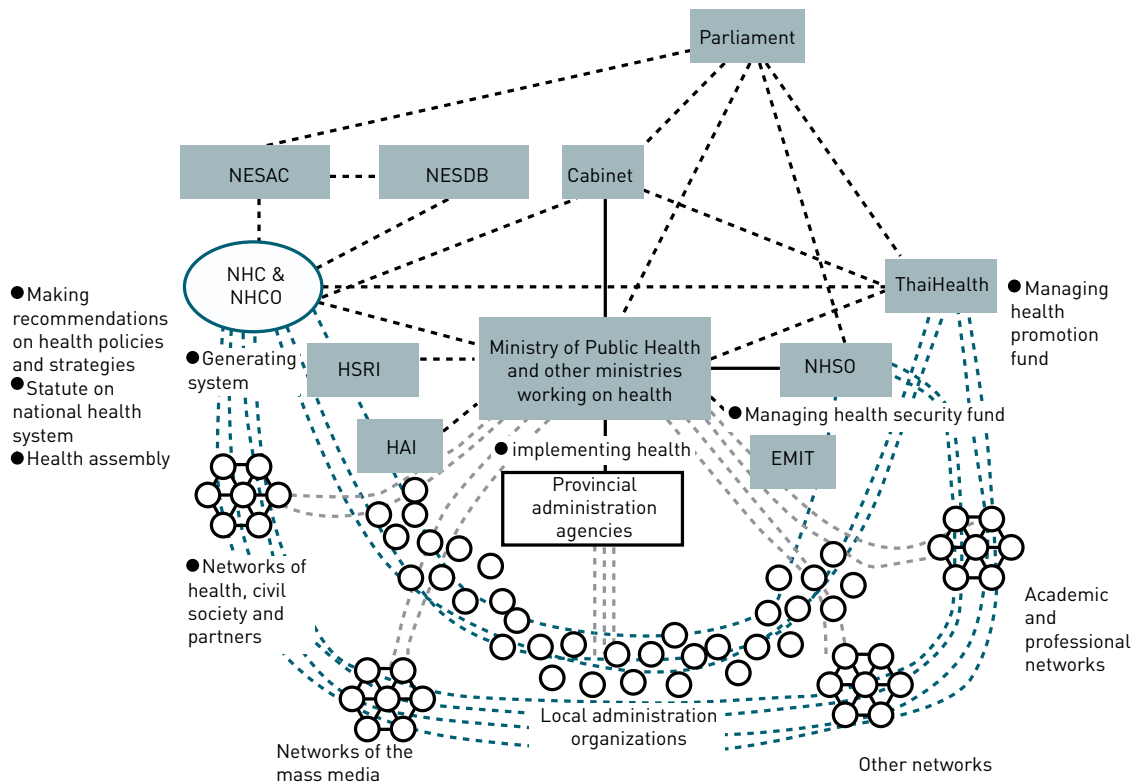 Parliament
NESAC
NESDB
Cabinet
NHC &
NHCO
ThaiHealth
● Making
recommendations
on health policies
and strategies
● Statute on
national health
system
● Health assembly
● Generating
system
HSRI
Ministry of Public Health
and other ministries
working on health
NHSO
● Managing
health
promotion
fund
● Managing health security fund
HAI
● implementing health
EMIT
Provincial
administration
agencies
● Networks of
health, civil
society and
partners
Academic
and
professional
networks
Local administration
organizations
Networks of the
mass media
Other networks